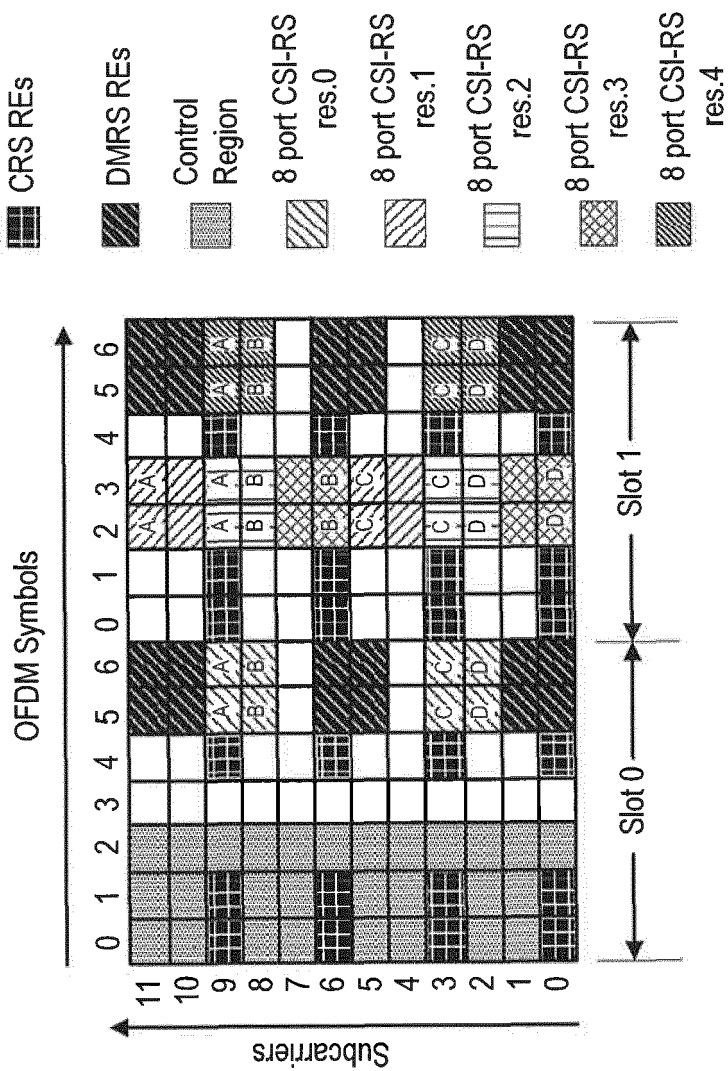 OFDM Symbols
0 1 2 3 4 5 6 0 1 2 3 4 5 6
Subcarriers
11 A A
10
9 A A A A A A
8 B B B B B B
7
6 B B
5 C C
4
3 C C C C C C
2 D D D D D D
1
0 D D
Slot 0
Slot 1
CRS REs
DMRS REs
Control
Region
8 port CSI-RS
res.0
8 port CSI-RS
res.1
8 port CSI-RS
res.2
8 port CSI-RS
res.3
8 port CSI-RS
res.4